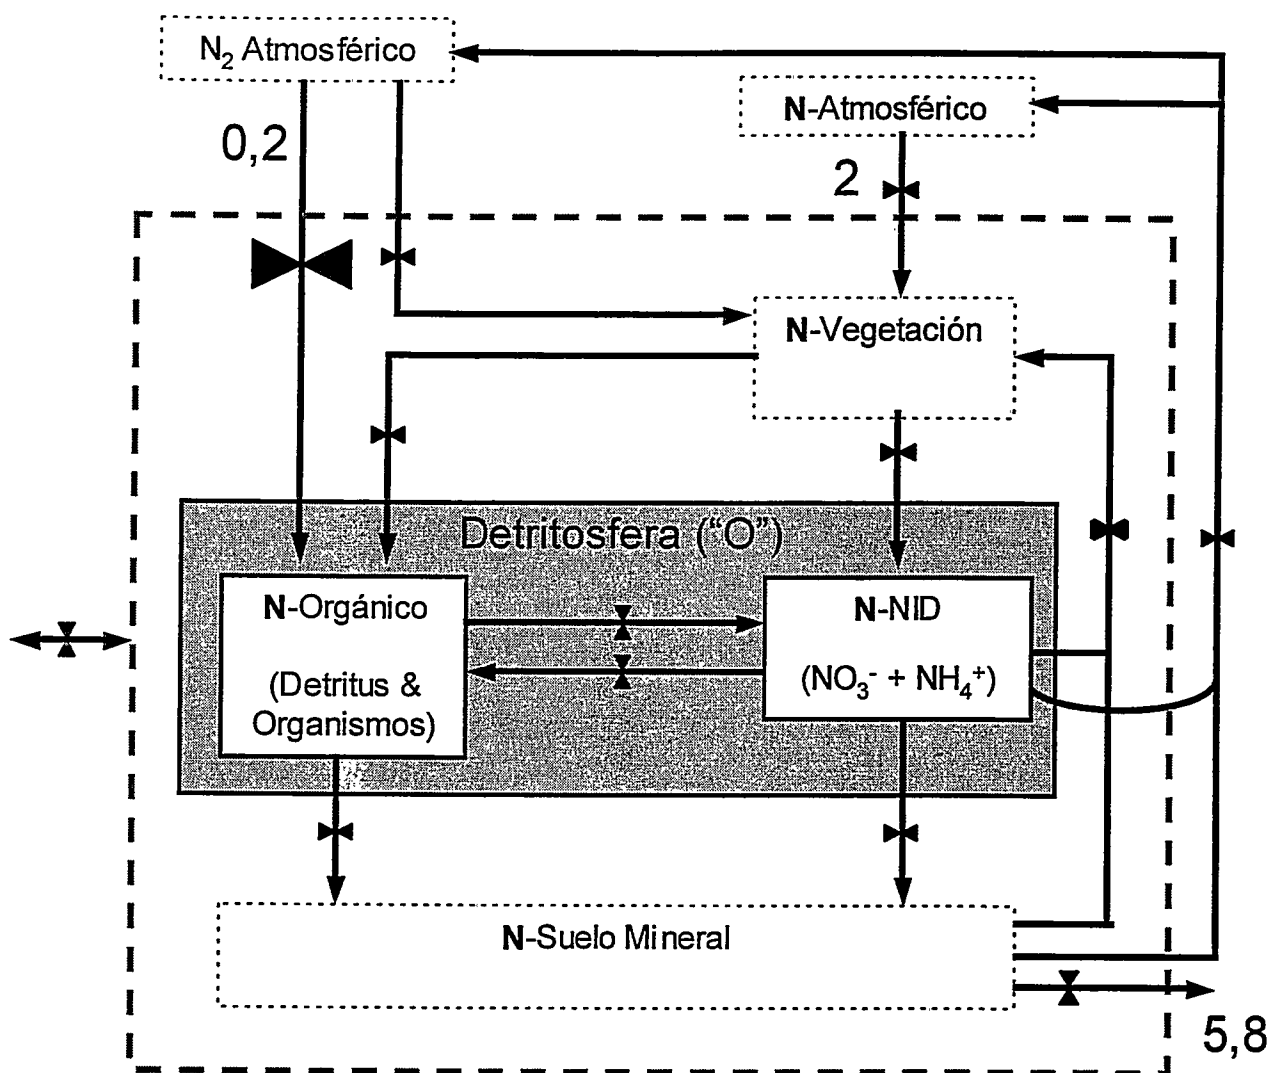 N₂ Atmosférico
N-Atmosférico
0,2
2
N-Vegetación
Detritosfera (“O”)
N-Orgánico
(Detritus &
Organismos)
N-NID
(NO₃⁻ + NH₄⁺)
N-Suelo Mineral
5,8